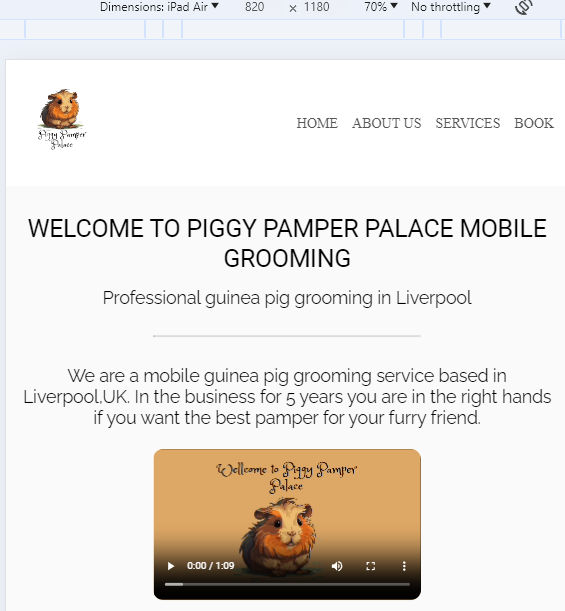 Dimensions: iPad Air ▼ 820 × 1180 70% ▼ No throttling ▼
Piggy Pamper
Palace
HOME ABOUT US SERVICES BOOK
WELCOME TO PIGGY PAMPER PALACE MOBILE
GROOMING
Professional guinea pig grooming in Liverpool
We are a mobile guinea pig grooming service based in
Liverpool,UK. In the business for 5 years you are in the right hands
if you want the best pamper for your furry friend.
Wellcome to Piggy Pamper
Palace
0:00 / 1:09